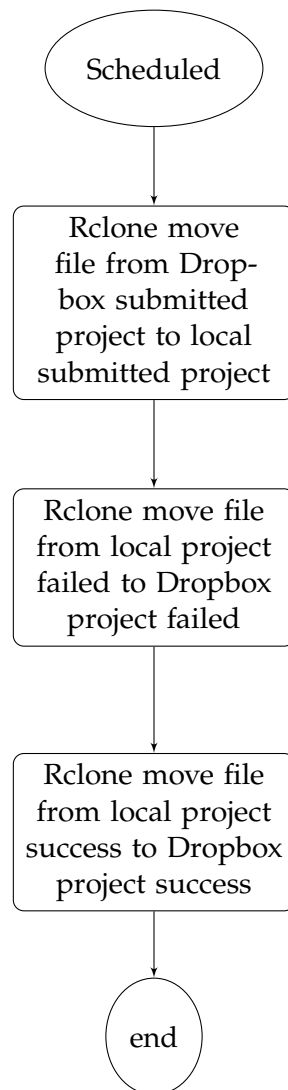 Scheduled
Rclone move
file from Drop-
box submitted
project to local
submitted project
Rclone move file
from local project
failed to Dropbox
project failed
Rclone move file
from local project
success to Dropbox
project success
end